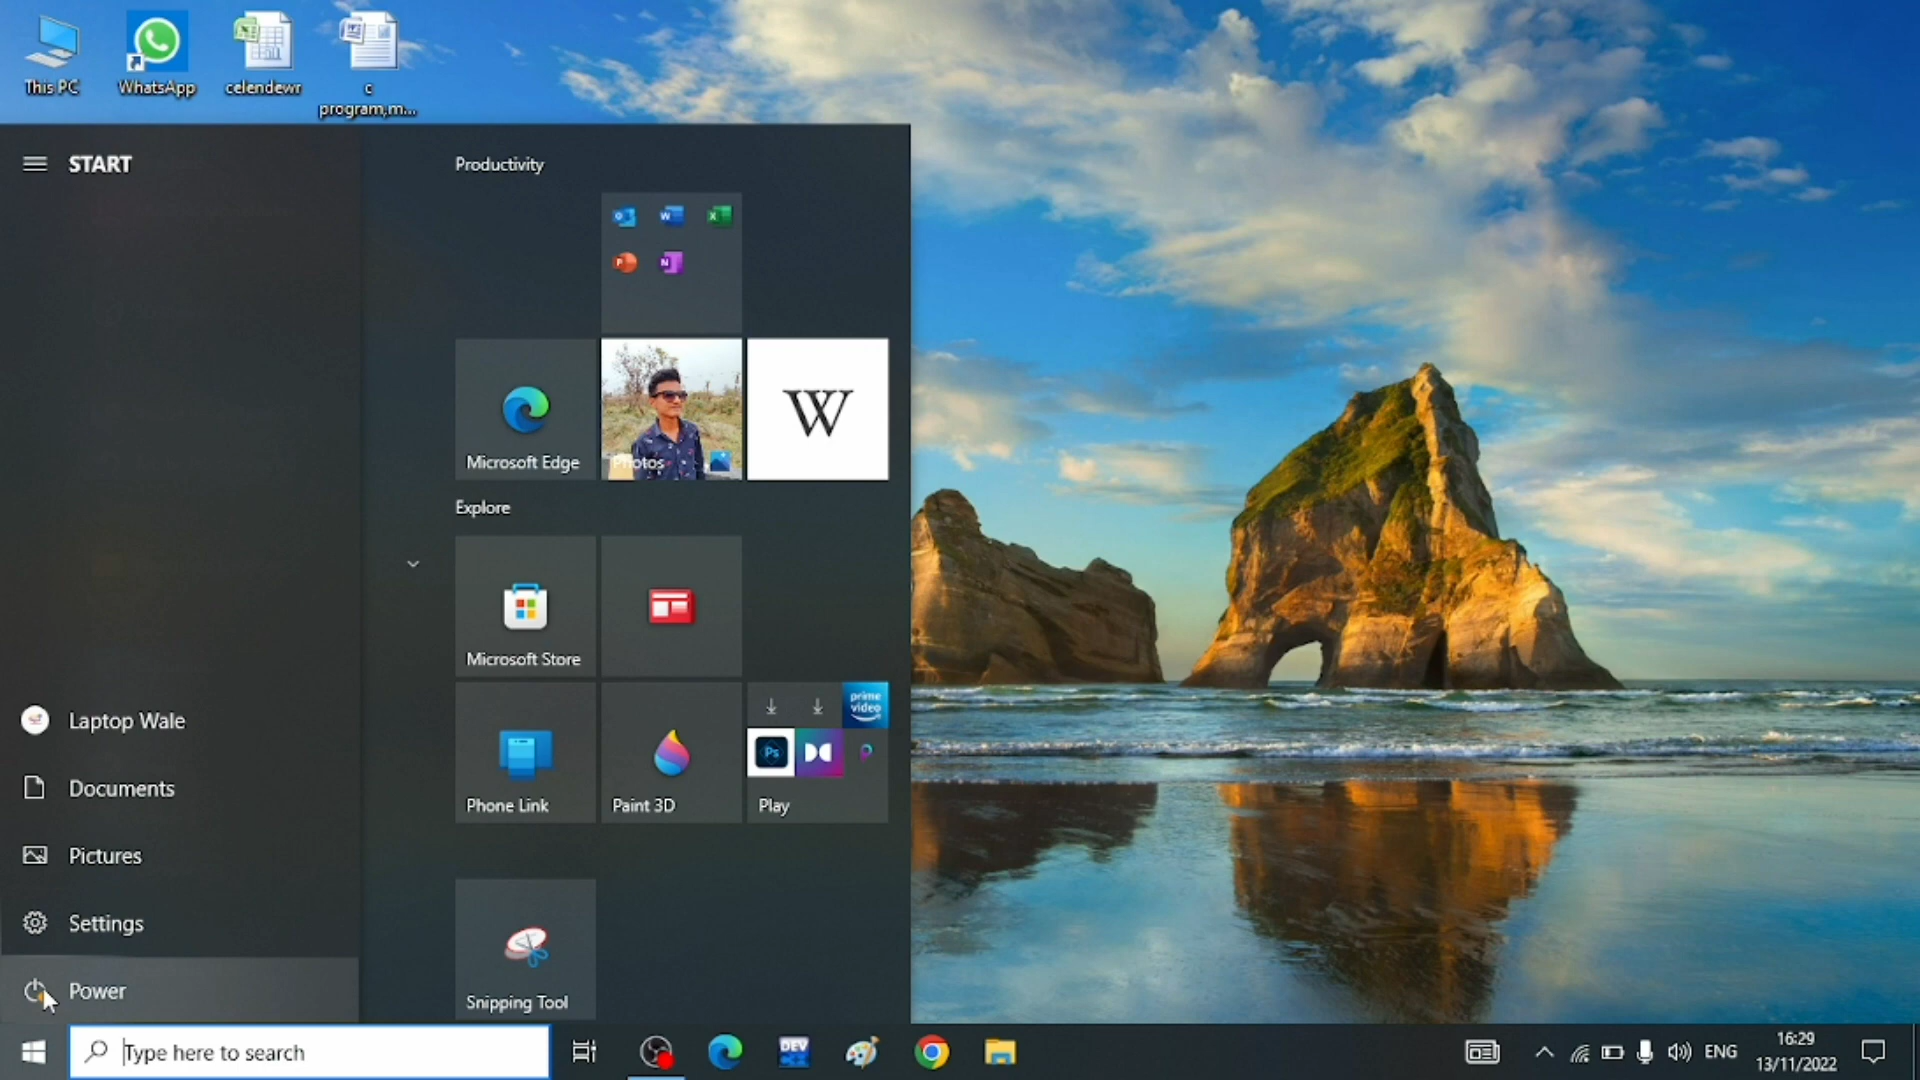 This PC
WhatsApp
celendewr
c
program,m...
START
Productivity
O
W
X
P
N
Microsoft Edge
Photos
W
Explore
Microsoft Store
prime
video
Ps
Phone Link
Paint 3D
Play
Laptop Wale
Documents
Pictures
Settings
Snipping Tool
Power
Type here to search
DEV
C++
ENG
16:29
13/11/2022